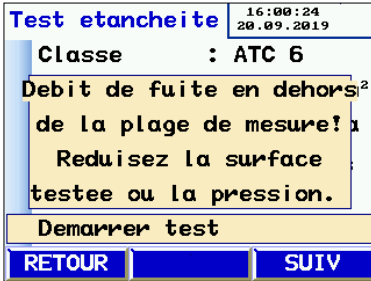 Test etancheite
16:00:24
20.09.2019
Classe : ATC 6
Debit de fuite en dehors
de la plage de mesure!
Reduisez la surface
testee ou la pression.
Demarrer test
RETOUR SUIV